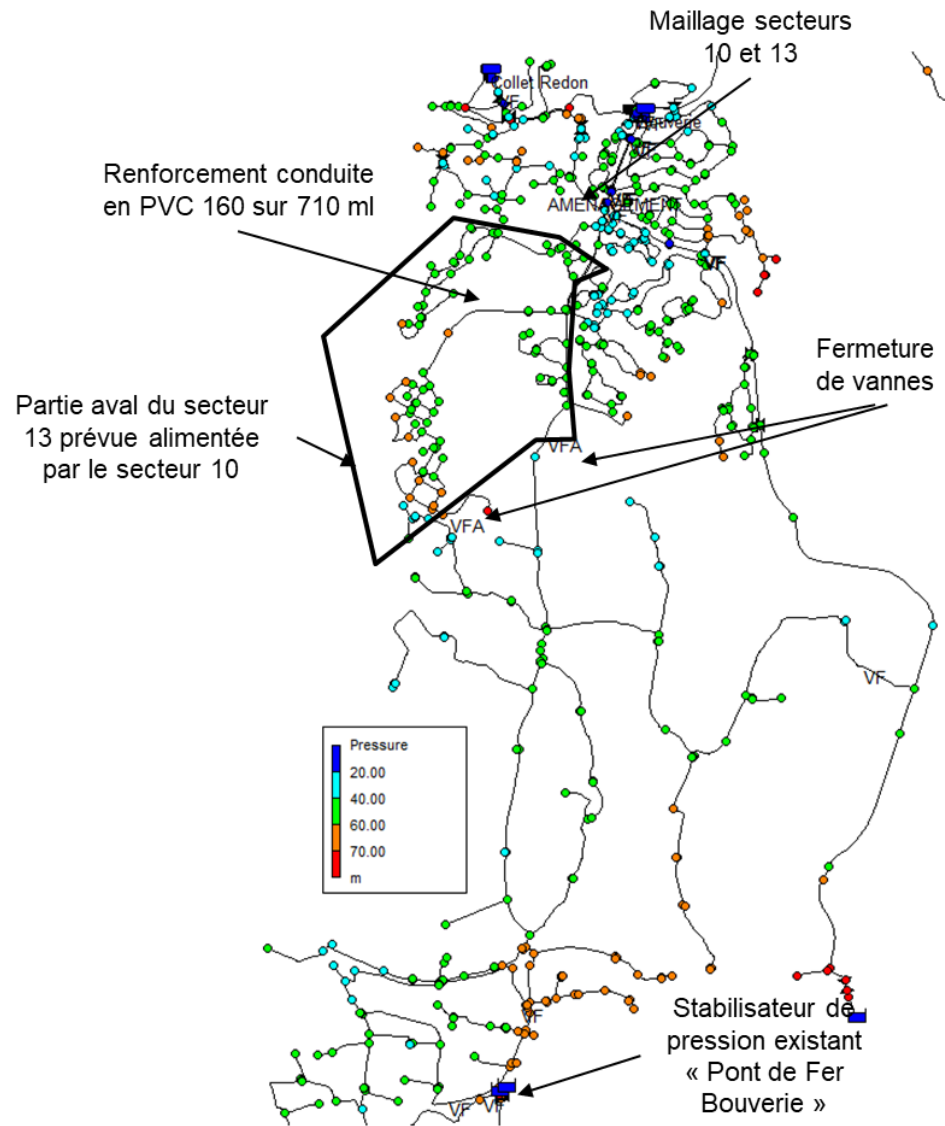 Maillage secteurs
10 et 13
Collet Redon
VF
VF
Renforcement conduite
en PVC 160 sur 710 ml
VF
Fermeture
de vannes
Partie aval du secteur
13 prévue alimentée
par le secteur 10
VFA
VFA
VF
Pressure
20.00
40.00
60.00
70.00
m
VF
Stabilisateur de
pression existant
« Pont de Fer
Bouverie »
VF
VF